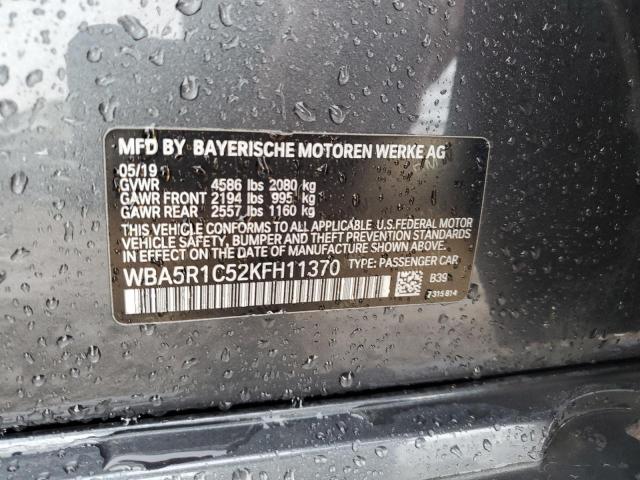 MFD BY BAYERISCHE MOTOREN WERKE AG
05/19
GVWR 4586 lbs 2080 kg
GAWR FRONT 2194 lbs 995 kg
GAWR REAR 2557 lbs 1160 kg
THIS VEHICLE CONFORMS TO ALL APPLICABLE U.S.FEDERAL MOTOR
VEHICLE SAFETY, BUMPER, AND THEFT PREVENTION STANDARDS
IN EFFECT ON THE DATE OF MANUFACTURE SHOWN ABOVE.
WBA5R1C52KFH11370 TYPE: PASSENGER CAR
B39
7315814